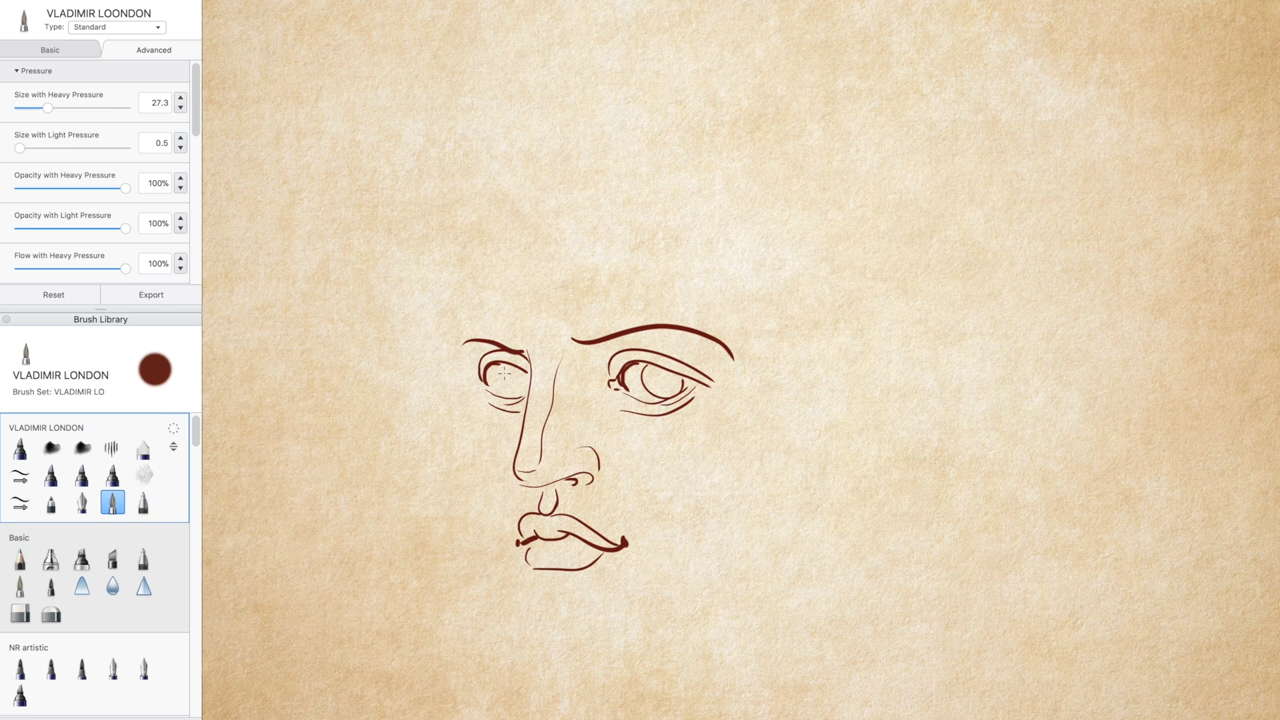 VLADIMIR LOONDON
Type: Standard
Basic Advanced
Pressure
Size with Heavy Pressure 27.3
Size with Light Pressure 0.5
Opacity with Heavy Pressure 100%
Opacity with Light Pressure 100%
Flow with Heavy Pressure 100%
Reset Export
Brush Library
VLADIMIR LONDON
Brush Set: VLADIMIR LO
VLADIMIR LONDON
Basic
NR artistic